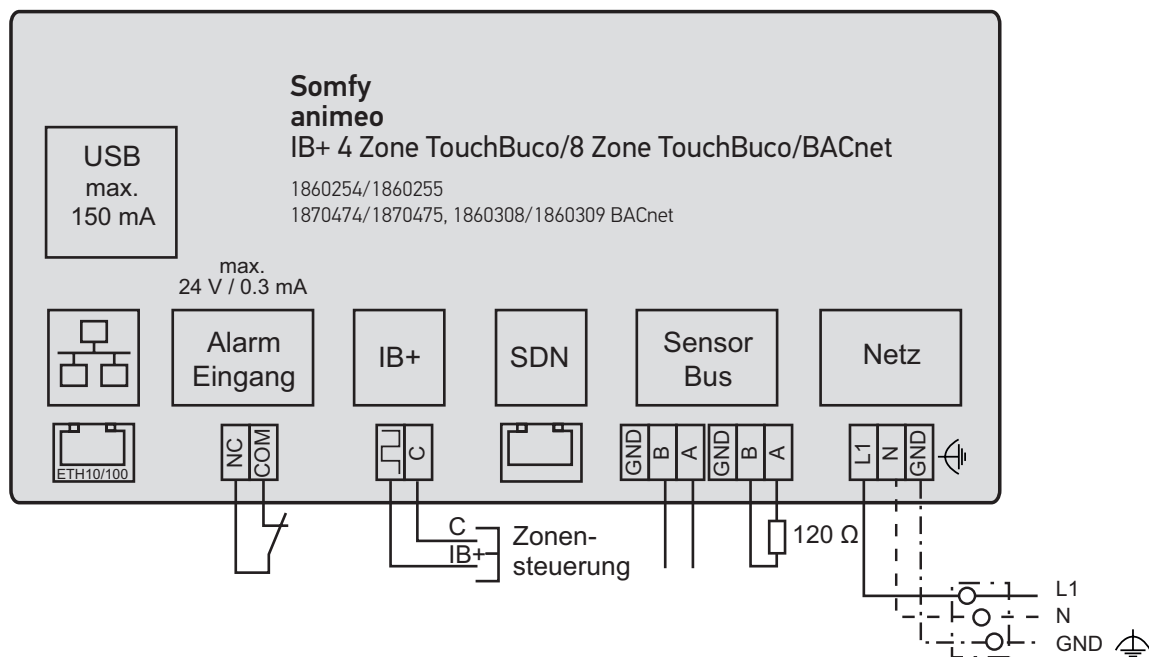 Somfy
animeo
IB+ 4 Zone TouchBuco/8 Zone TouchBuco/BACnet
1860254/1860255
1870474/1870475, 1860308/1860309 BACnet
USB
max.
150 mA
max.
24 V / 0.3 mA
Alarm
Eingang
IB+
SDN
Sensor
Bus
Netz
ETH10/100
NC
COM
C
GND
B
A
GND
B
A
L1
N
GND
C
IB+
Zonen-
steuerung
120 Ω
L1
N
GND